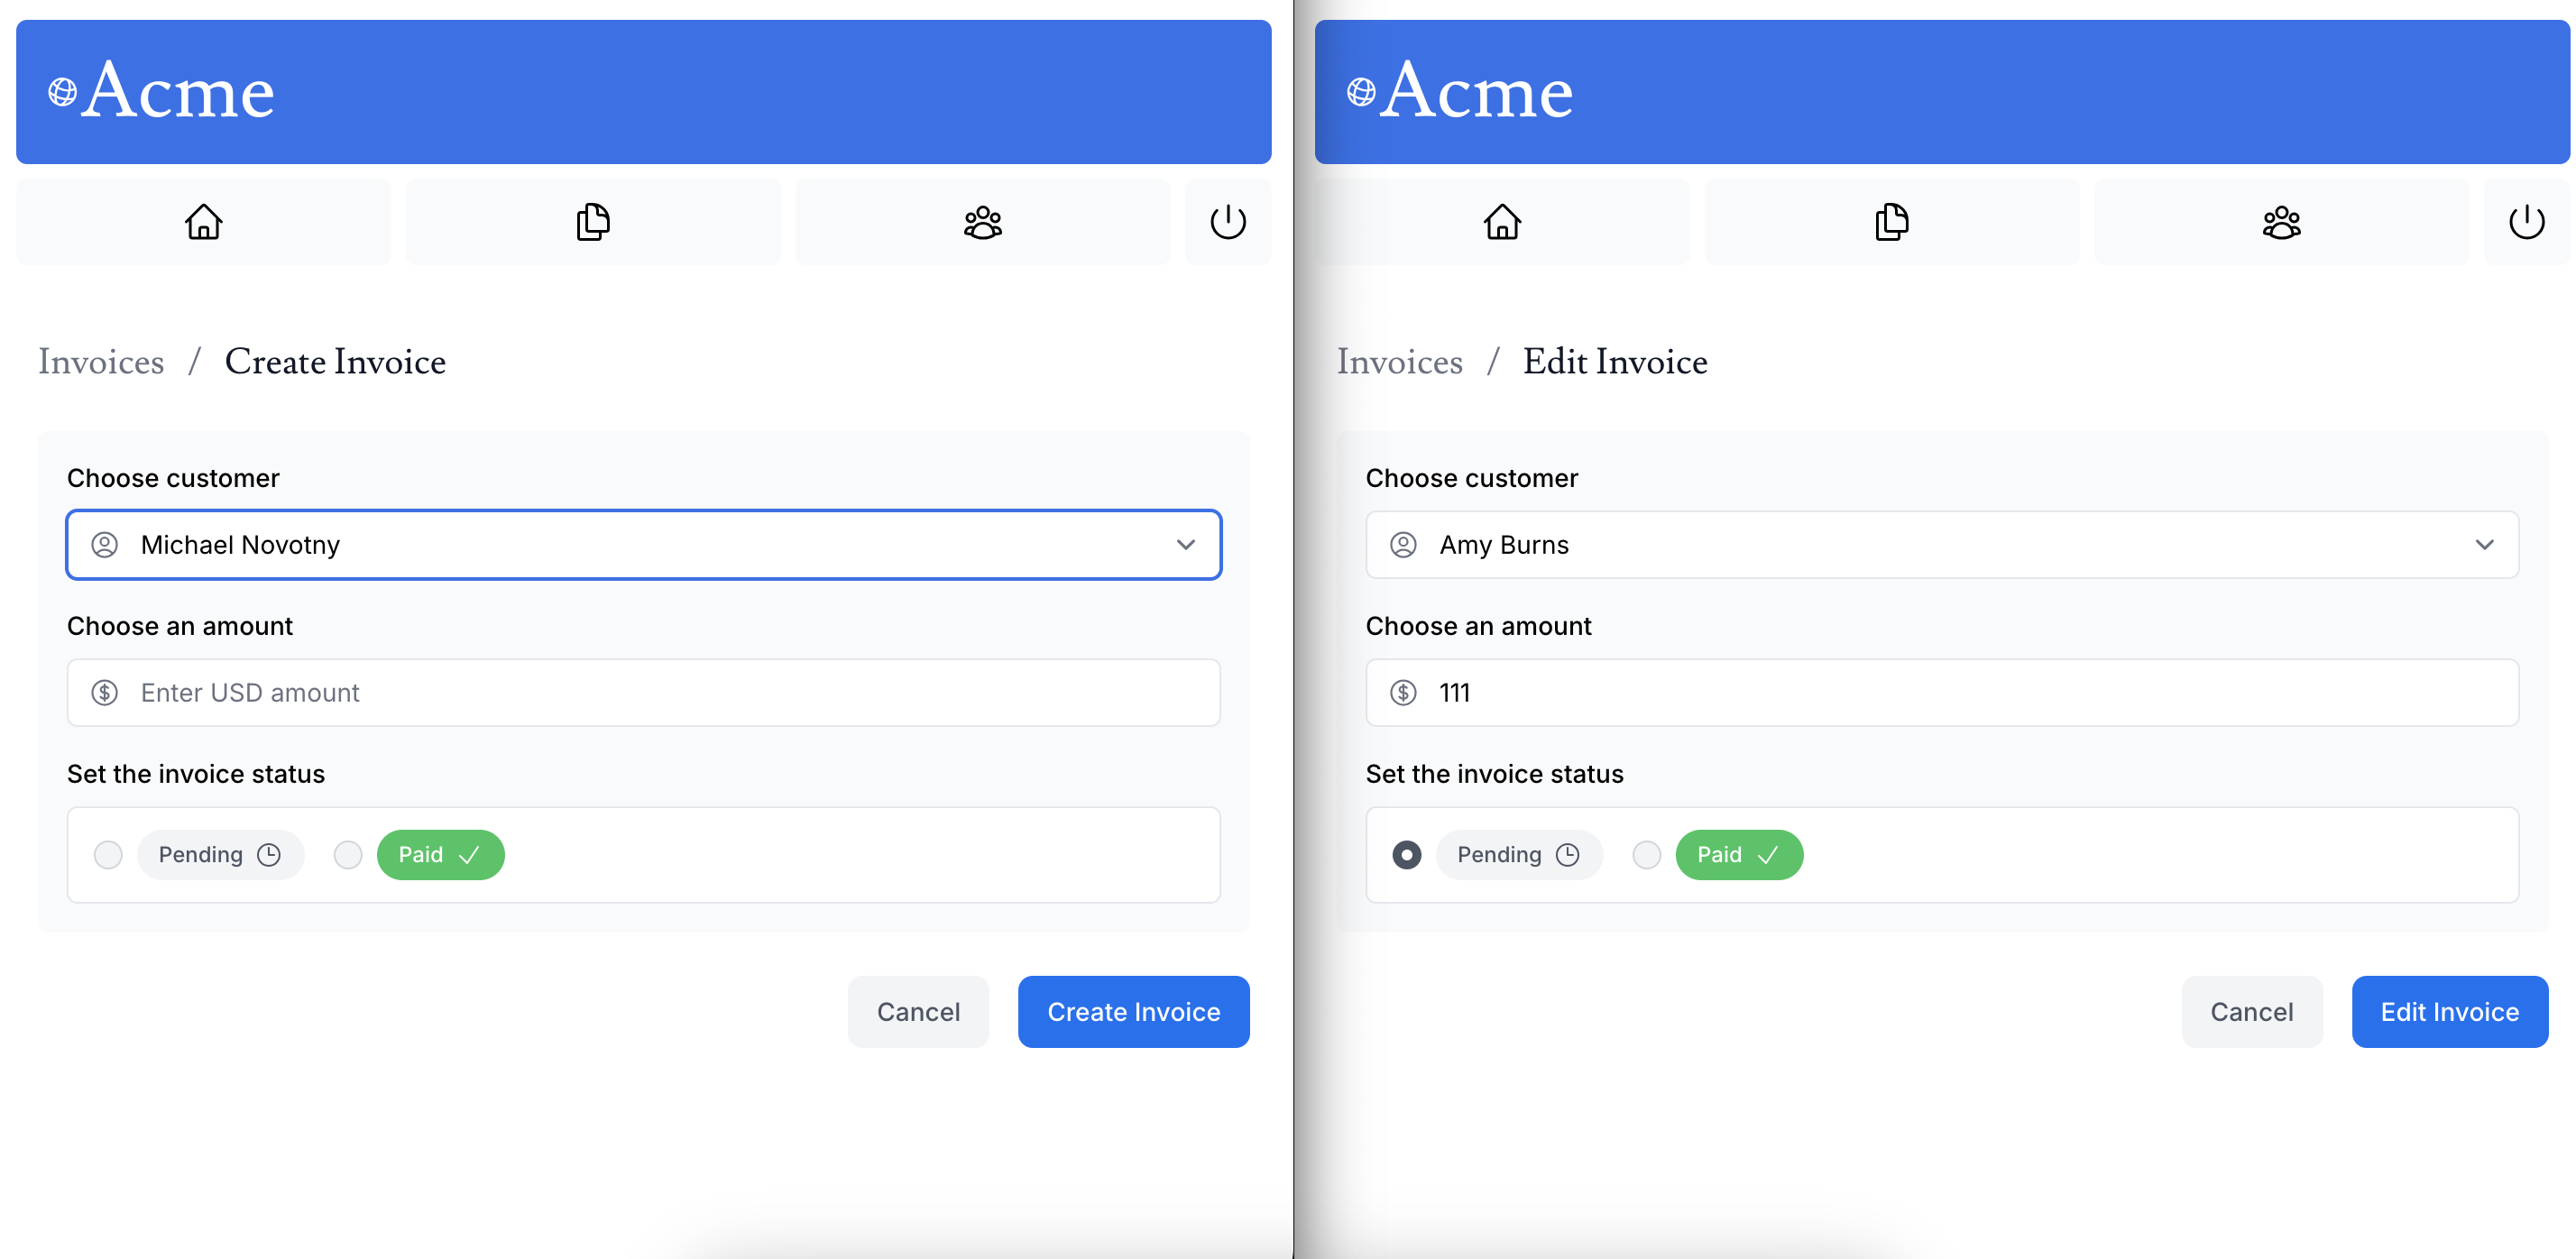 Acme
Invoices / Create Invoice
Choose customer
Michael Novotny
Choose an amount
Enter USD amount
Set the invoice status
Pending Paid
Cancel Create Invoice
Acme
Invoices / Edit Invoice
Choose customer
Amy Burns
Choose an amount
111
Set the invoice status
Pending Paid
Cancel Edit Invoice